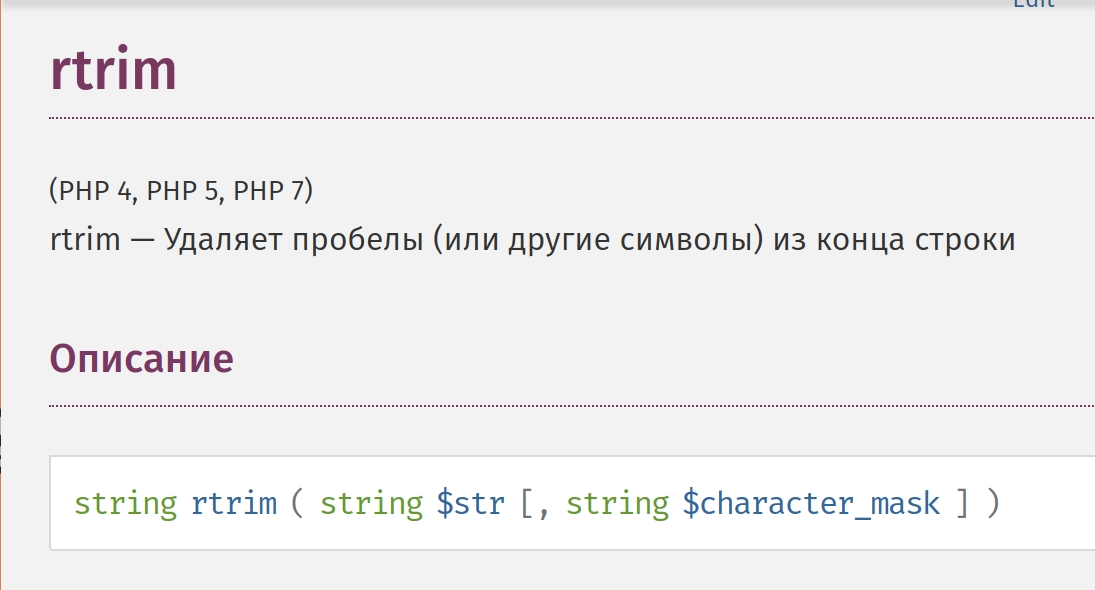 Edit
rtrim
(PHP 4, PHP 5, PHP 7)
rtrim — Удаляет пробелы (или другие символы) из конца строки
Описание
string rtrim ( string $str [, string $character_mask ] )